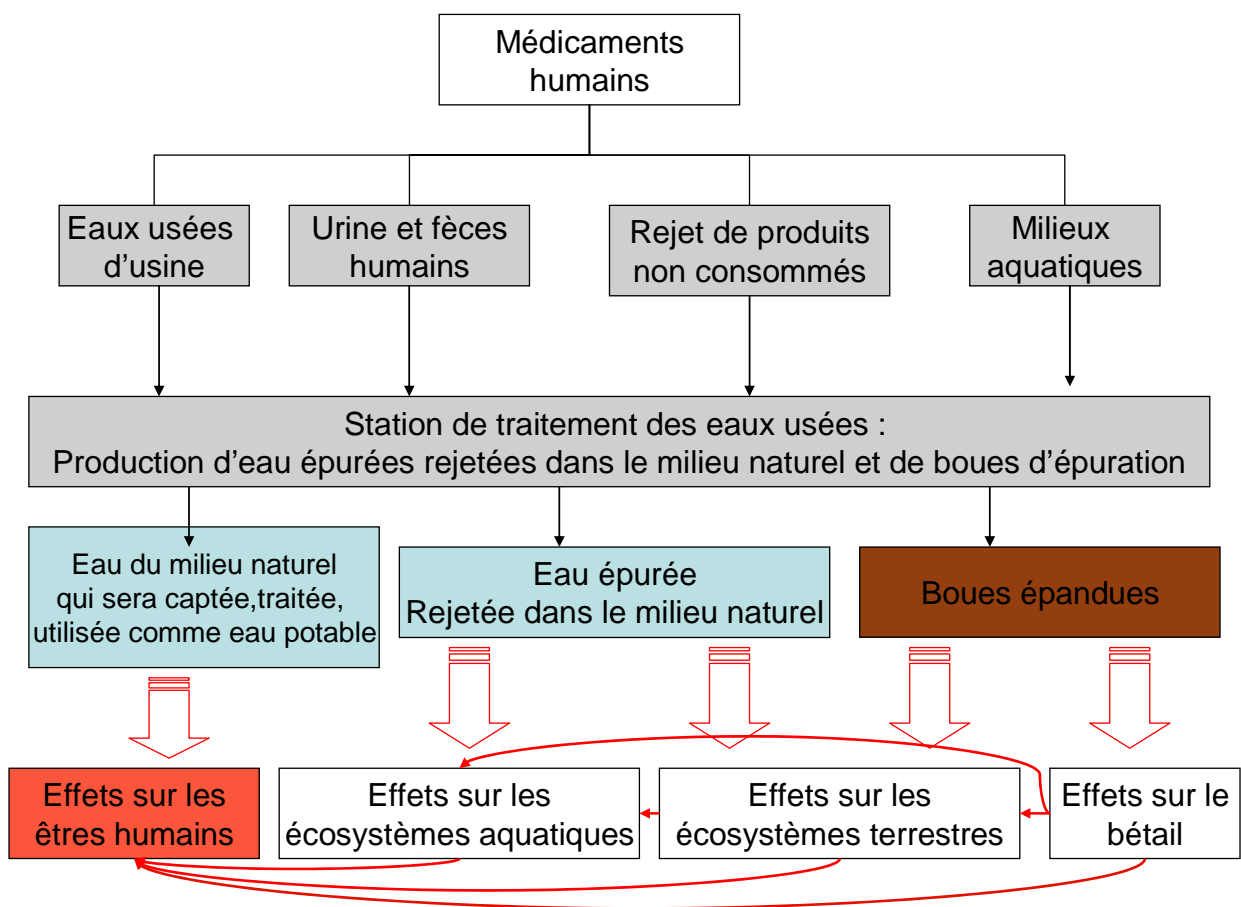 Médicaments
humains
Eaux usées
d’usine
Urine et fèces
humains
Rejet de produits
non consommés
Milieux
aquatiques
Station de traitement des eaux usées :
Production d’eau épurées rejetées dans le milieu naturel et de boues d’épuration
Eau du milieu naturel
qui sera captée,traitée,
utilisée comme eau potable
Eau épurée
Rejetée dans le milieu naturel
Boues épandues
Effets sur les
êtres humains
Effets sur les
écosystèmes aquatiques
Effets sur les
écosystèmes terrestres
Effets sur le
bétail